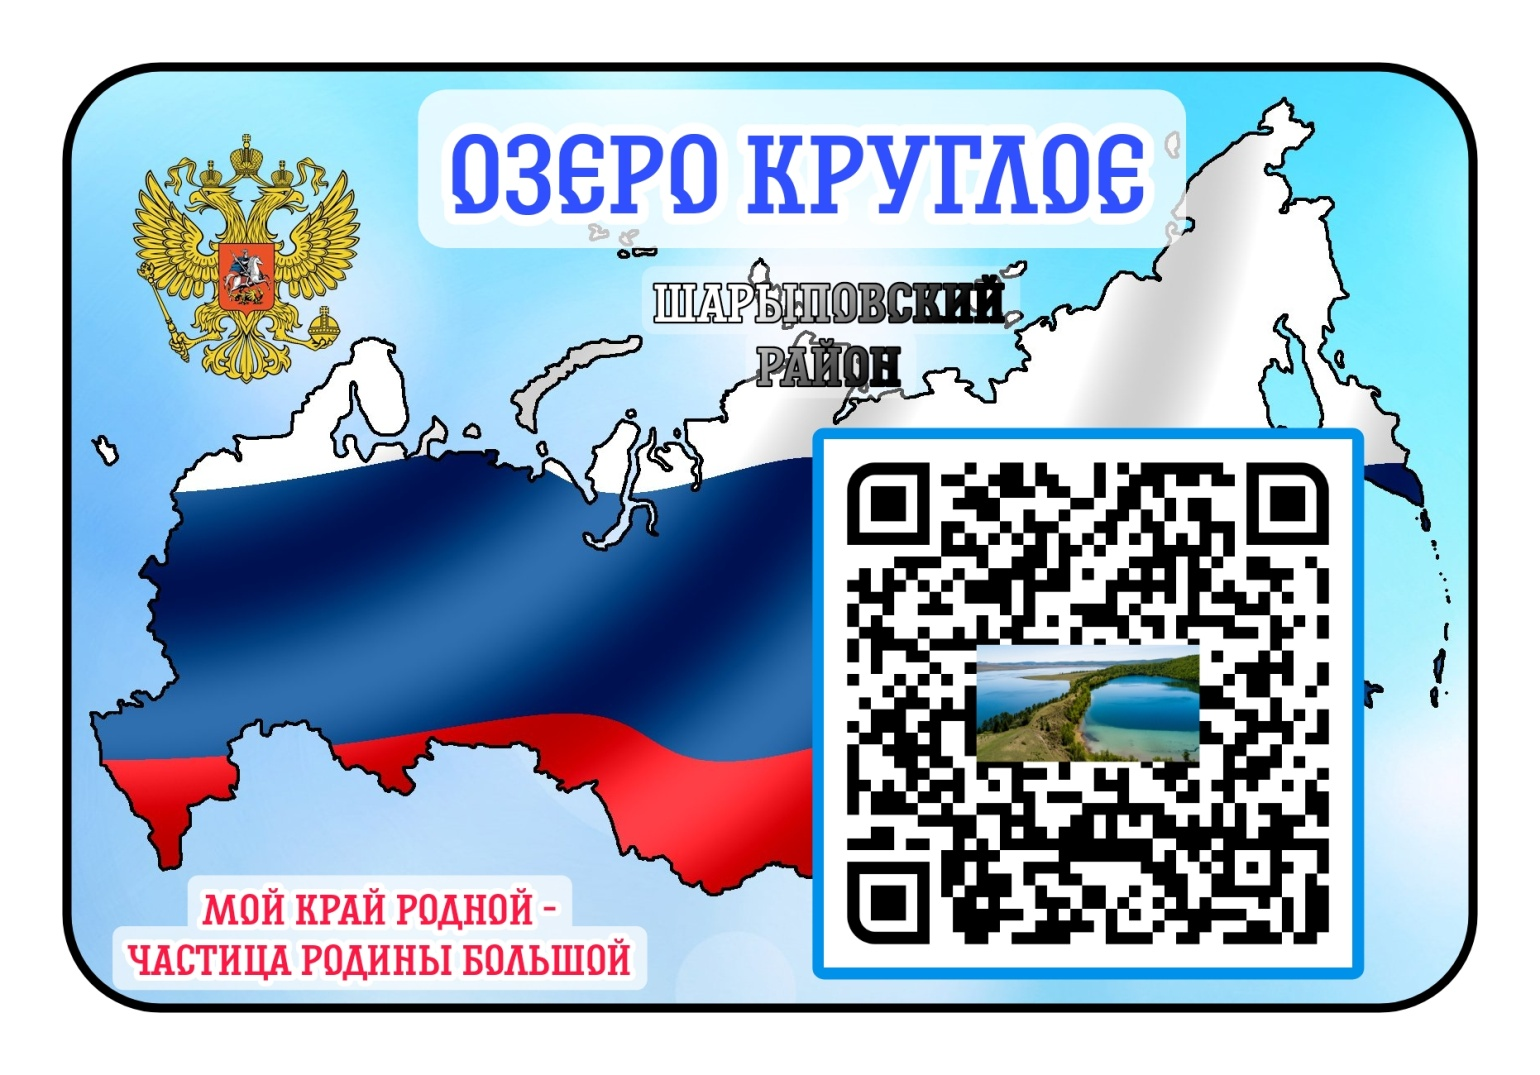 ОЗЕРО КРУГЛОЕ
ШАРЫПОВСКИЙ
РАЙОН
МОЙ КРАЙ РОДНОЙ -
ЧАСТИЦА РОДИНЫ БОЛЬШОЙ